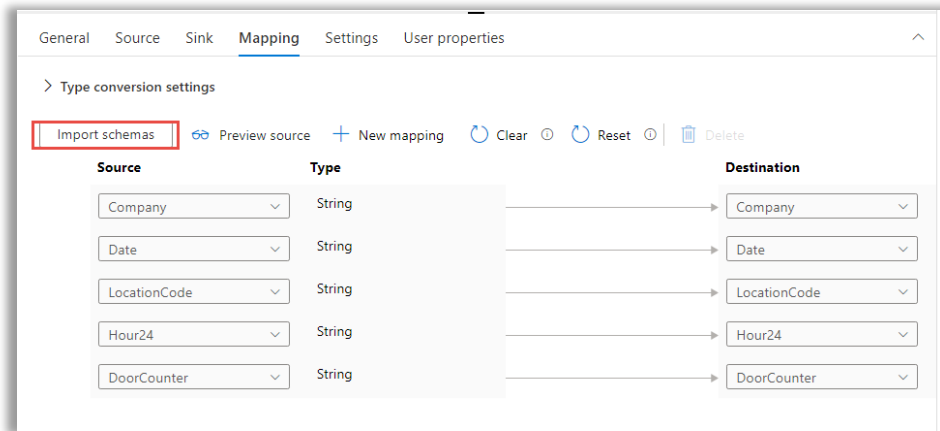 General Source Sink Mapping Settings User properties
Type conversion settings
Import schemas Preview source New mapping Clear Reset Delete
Source Type Destination
Company String Company
Date String Date
LocationCode String LocationCode
Hour24 String Hour24
DoorCounter String DoorCounter